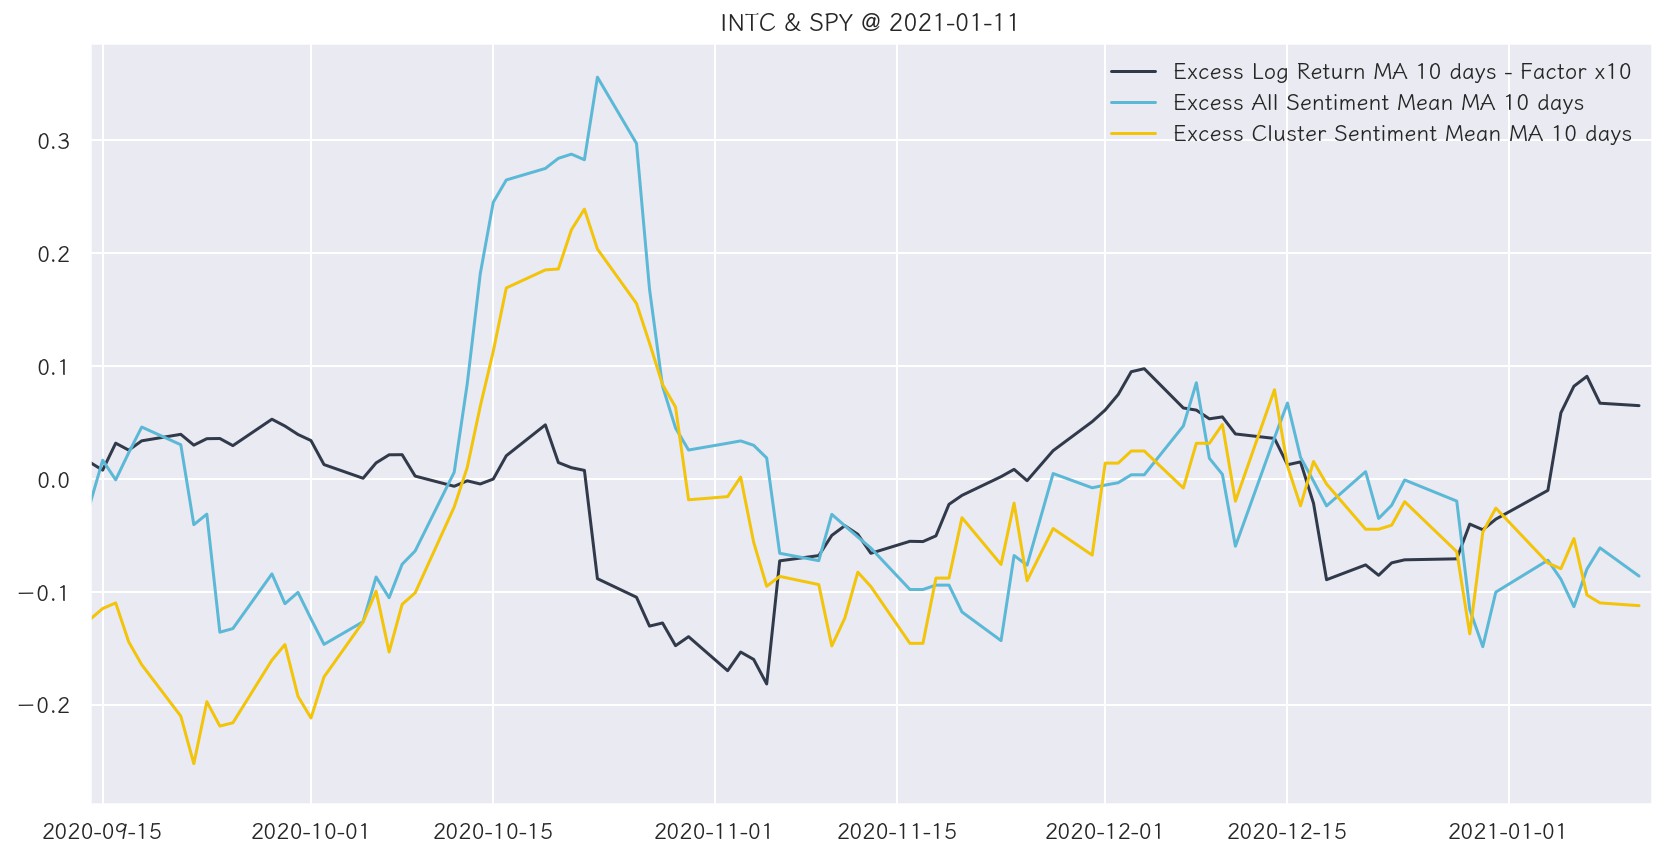 INTC & SPY @ 2021-01-11
Excess Log Return MA 10 days - Factor x10
Excess All Sentiment Mean MA 10 days
Excess Cluster Sentiment Mean MA 10 days
0.3
0.2
0.1
0.0
−0.1
−0.2
2020-09-15 2020-10-01 2020-10-15 2020-11-01 2020-11-15 2020-12-01 2020-12-15 2021-01-01